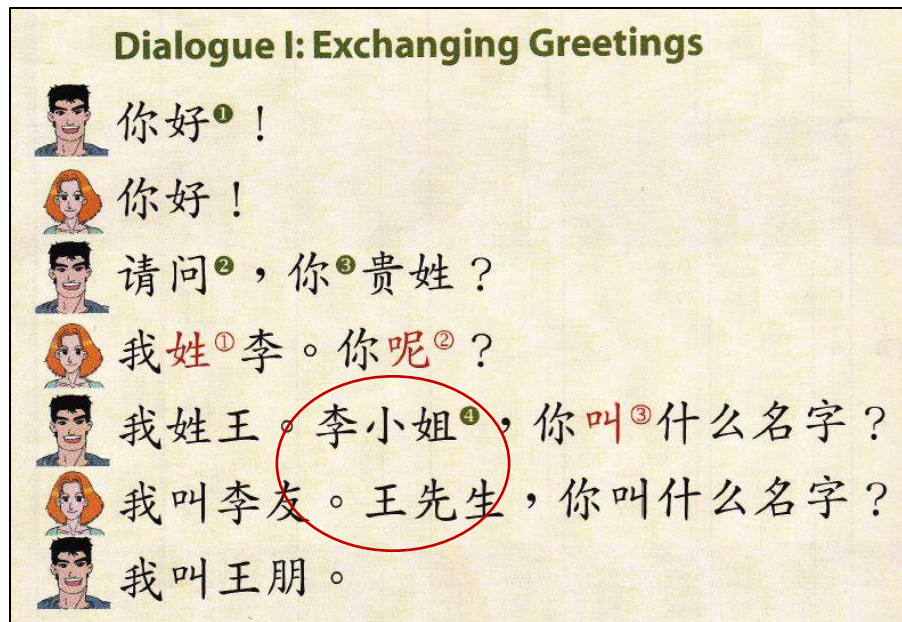 Dialogue I: Exchanging Greetings
你好❶！
你好！
请问❷，你❸贵姓？
我姓①李。你呢②？
我姓王。李小姐❹，你叫③什么名字？
我叫李友。王先生，你叫什么名字？
我叫王朋。